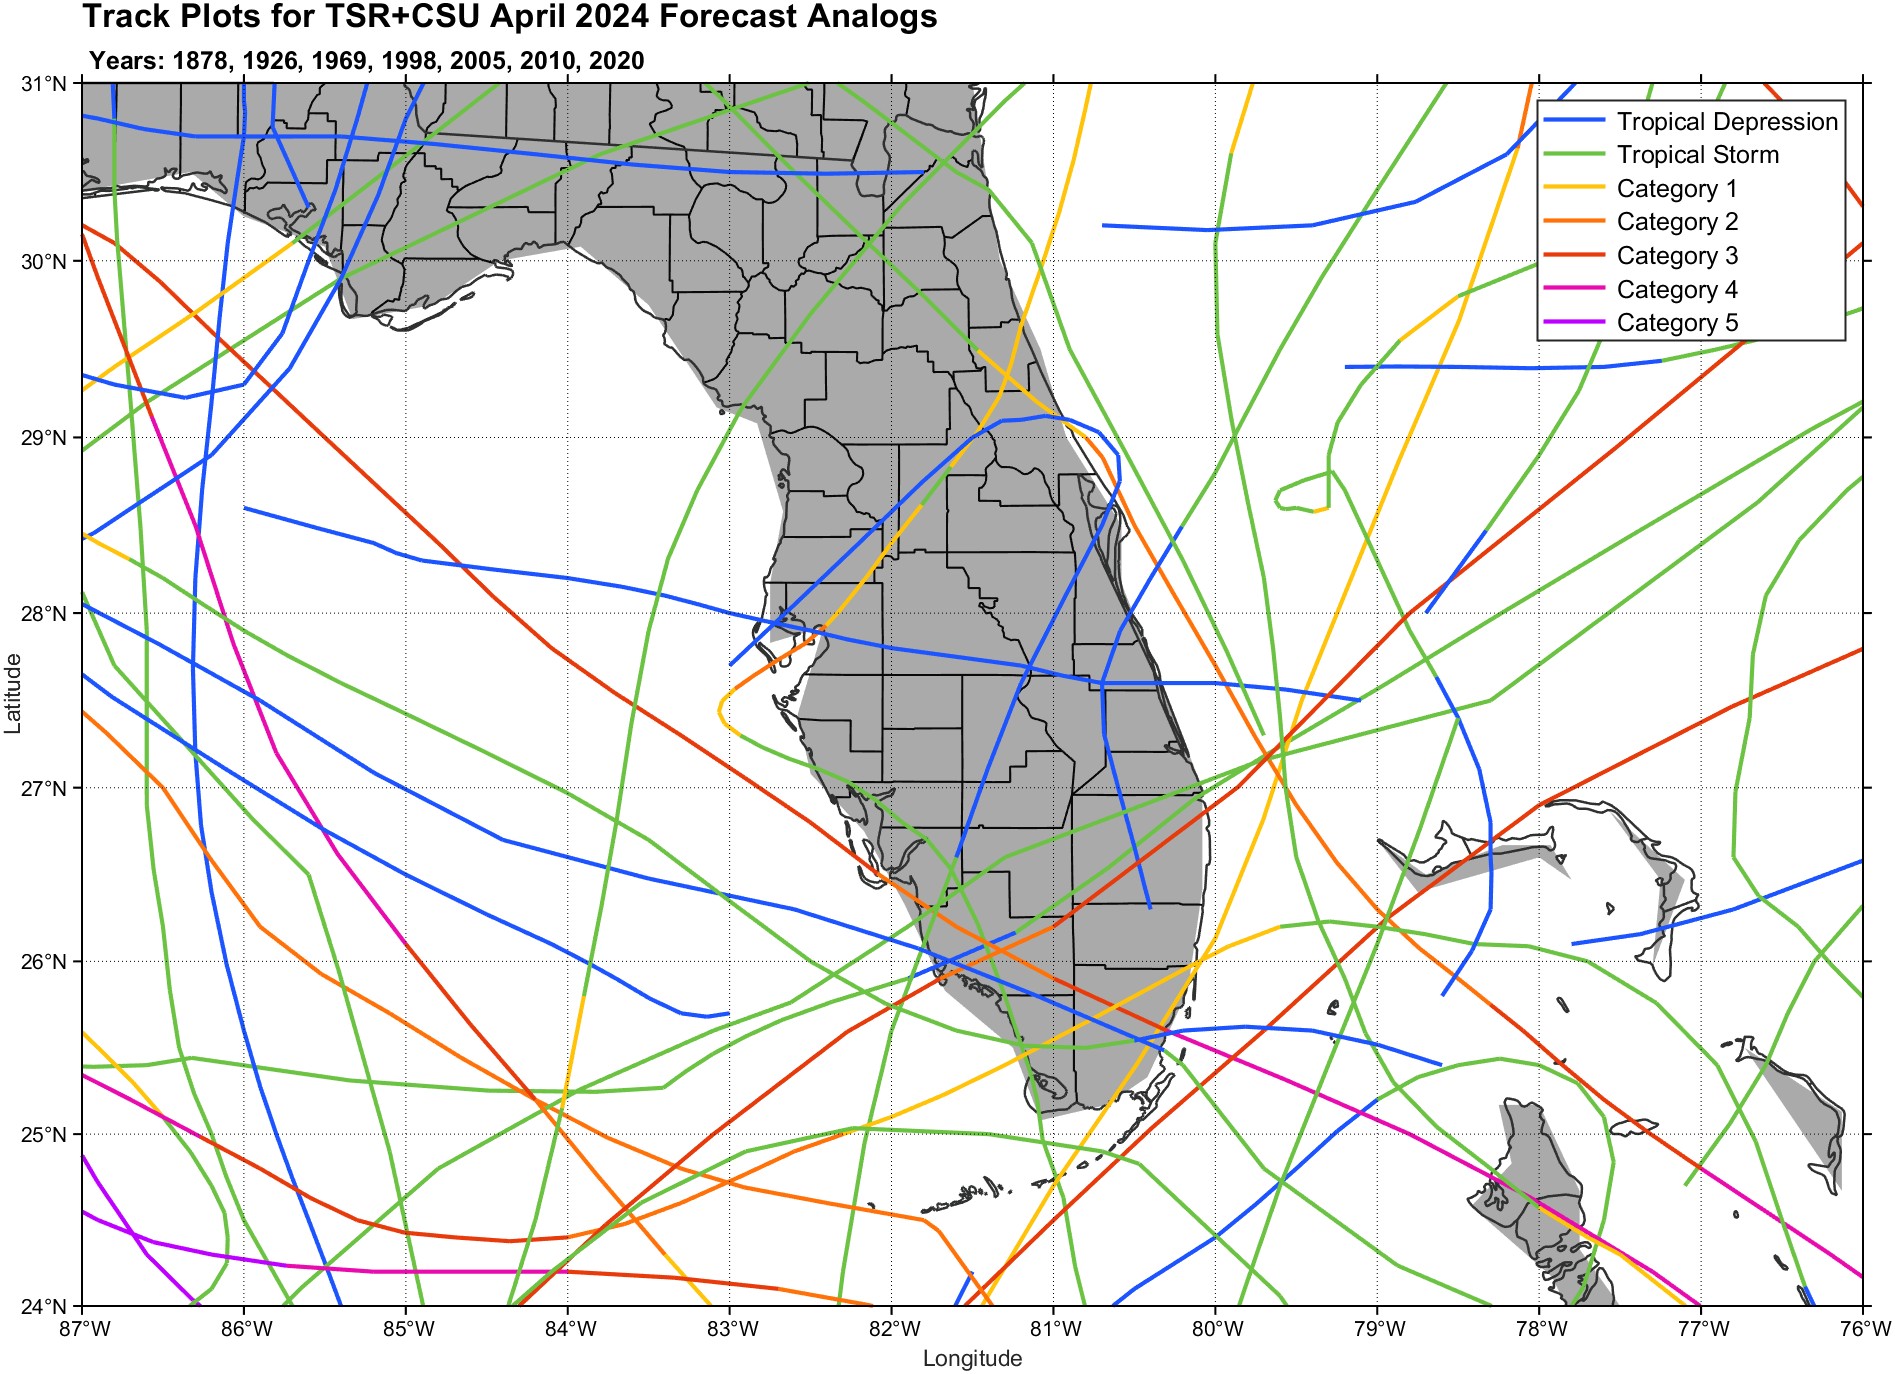 Track Plots for TSR+CSU April 2024 Forecast Analogs
Years: 1878, 1926, 1969, 1998, 2005, 2010, 2020
31°N
30°N
29°N
28°N
27°N
26°N
25°N
24°N
Latitude
Tropical Depression
Tropical Storm
Category 1
Category 2
Category 3
Category 4
Category 5
87°W 86°W 85°W 84°W 83°W 82°W 81°W 80°W 79°W 78°W 77°W 76°W
Longitude